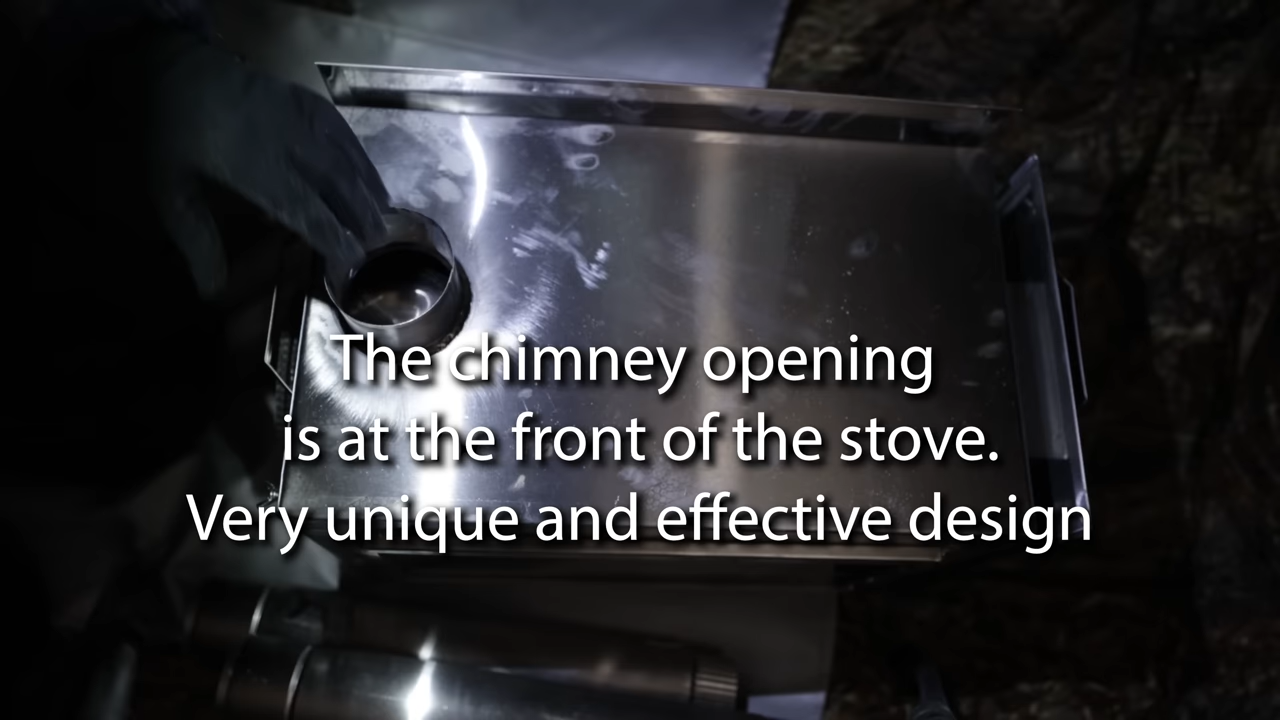 The chimney opening
is at the front of the stove.
Very unique and effective design